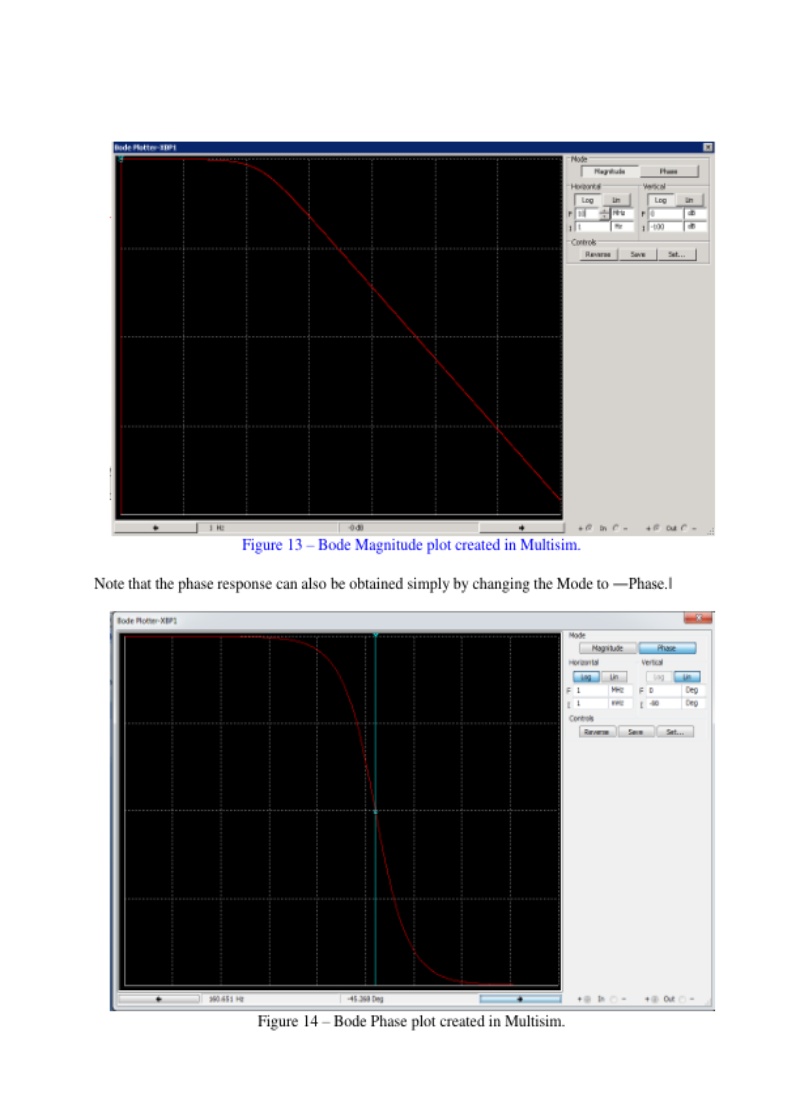 Bode Plotter-XBP1
Mode
Magnitude Phase
Horizontal Vertical
Log Lin Log Lin
F 10 MHz F 0 dB
I 1 Hz I -100 dB
Controls
Reverse Save Set...
1 Hz -0 dB + In - + Out -
Figure 13 – Bode Magnitude plot created in Multisim.
Note that the phase response can also be obtained simply by changing the Mode to ―Phase.‖
Bode Plotter-XBP1
Mode
Magnitude Phase
Horizontal Vertical
Log Lin Log Lin
F 1 MHz F 0 Deg
I 1 mHz I -90 Deg
Controls
Reverse Save Set...
160.651 Hz -45.268 Deg + In - + Out -
Figure 14 – Bode Phase plot created in Multisim.